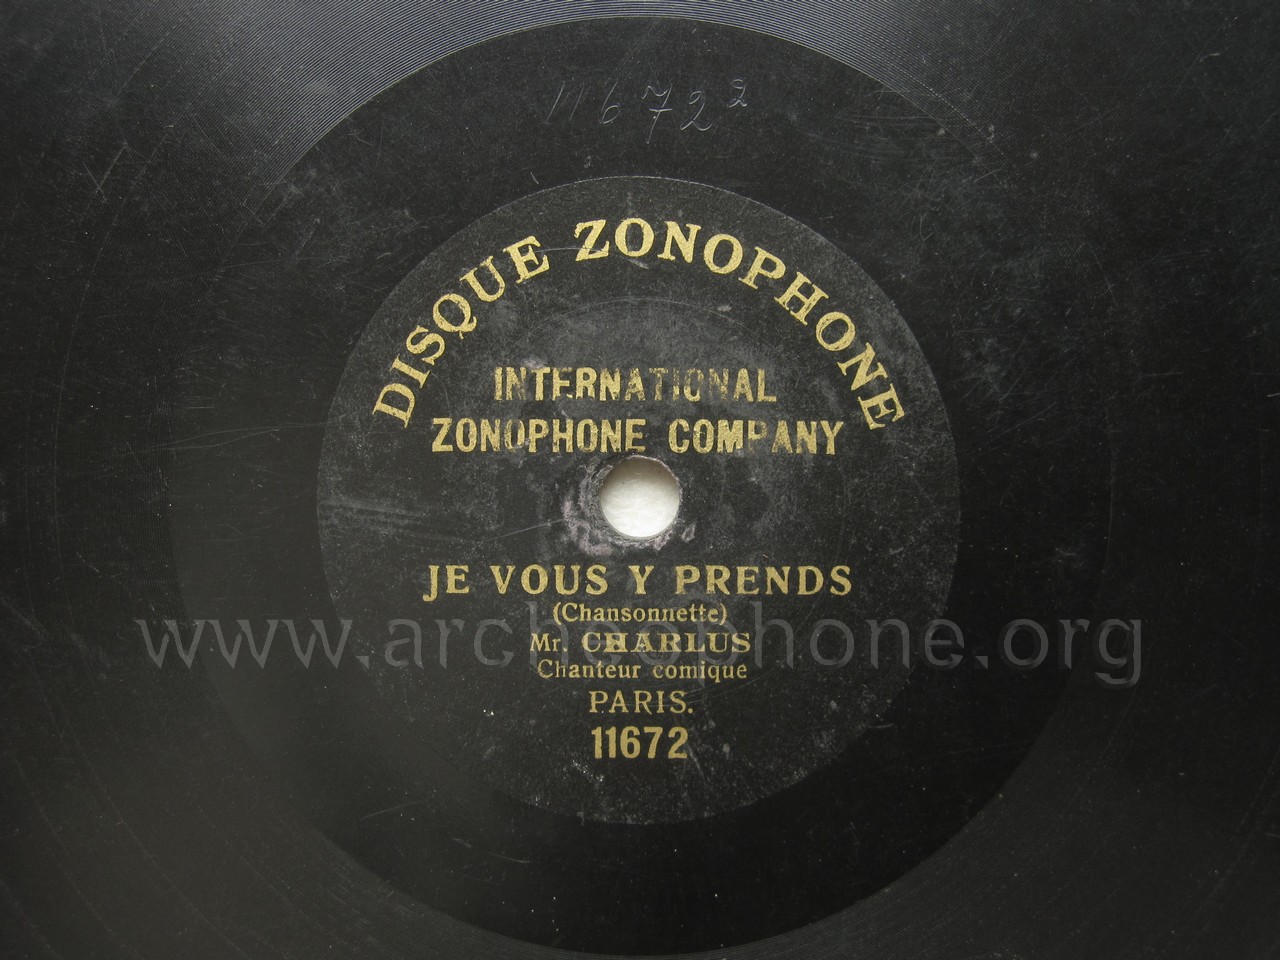 11672²
DISQUE ZONOPHONE
INTERNATIONAL
ZONOPHONE COMPANY
JE VOUS Y PRENDS
(Chansonnette)
www.archeophone.org
Mr. CHARLUS
Chanteur comique
PARIS.
11672